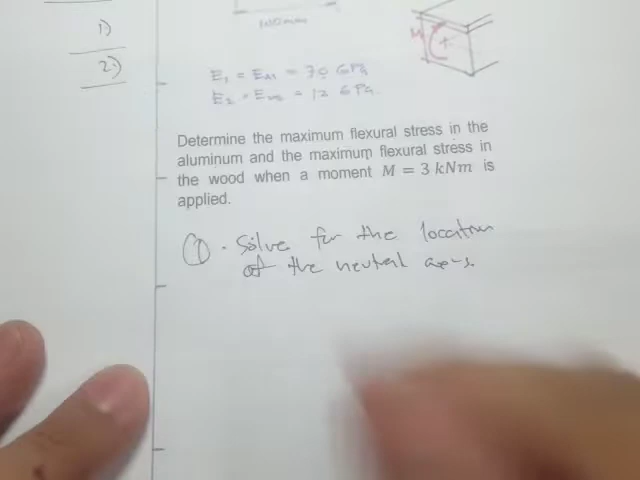 1)
100mm
2)
M
E₁ = EAl = 70 GPa
E₂ = Ewo = 12 GPa
Determine the maximum flexural stress in the
aluminum and the maximum flexural stress in
the wood when a moment M = 3 kNm is
applied.
① · Solve for the location
of the neutral axis.